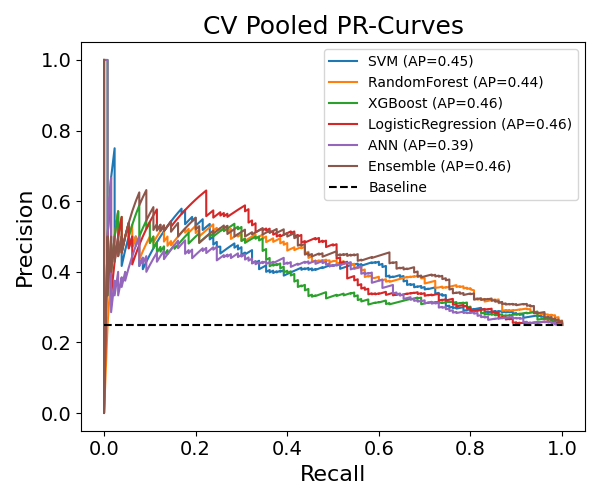 CV Pooled PR-Curves
SVM (AP=0.45)
RandomForest (AP=0.44)
XGBoost (AP=0.46)
LogisticRegression (AP=0.46)
ANN (AP=0.39)
Ensemble (AP=0.46)
Baseline
Precision
1.0
0.8
0.6
0.4
0.2
0.0
0.0 0.2 0.4 0.6 0.8 1.0
Recall